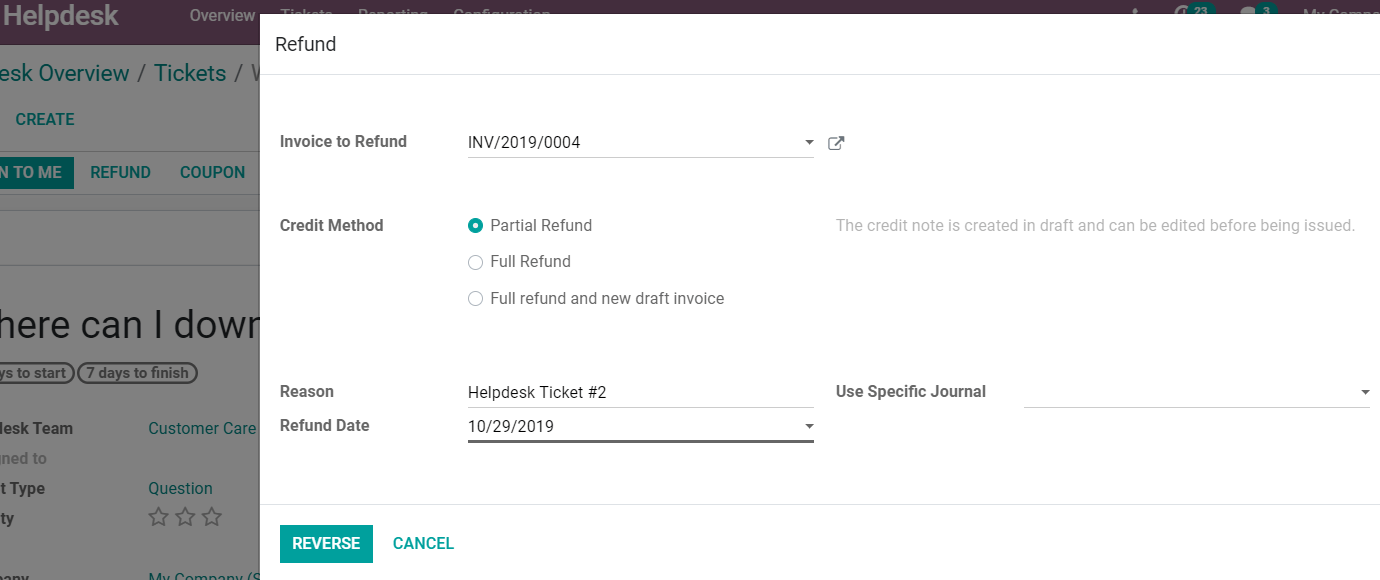 Helpdesk Overview Tickets Reporting Configuration 23 3
Refund
esk Overview / Tickets /
CREATE
Invoice to Refund INV/2019/0004
N TO ME REFUND COUPON
Credit Method Partial Refund The credit note is created in draft and can be edited before being issued.
Full Refund
Full refund and new draft invoice
here can I down
ys to start 7 days to finish
Reason Helpdesk Ticket #2 Use Specific Journal
Refund Date 10/29/2019
desk Team Customer Care
ned to
t Type Question
ty
REVERSE CANCEL
pany My Company (S